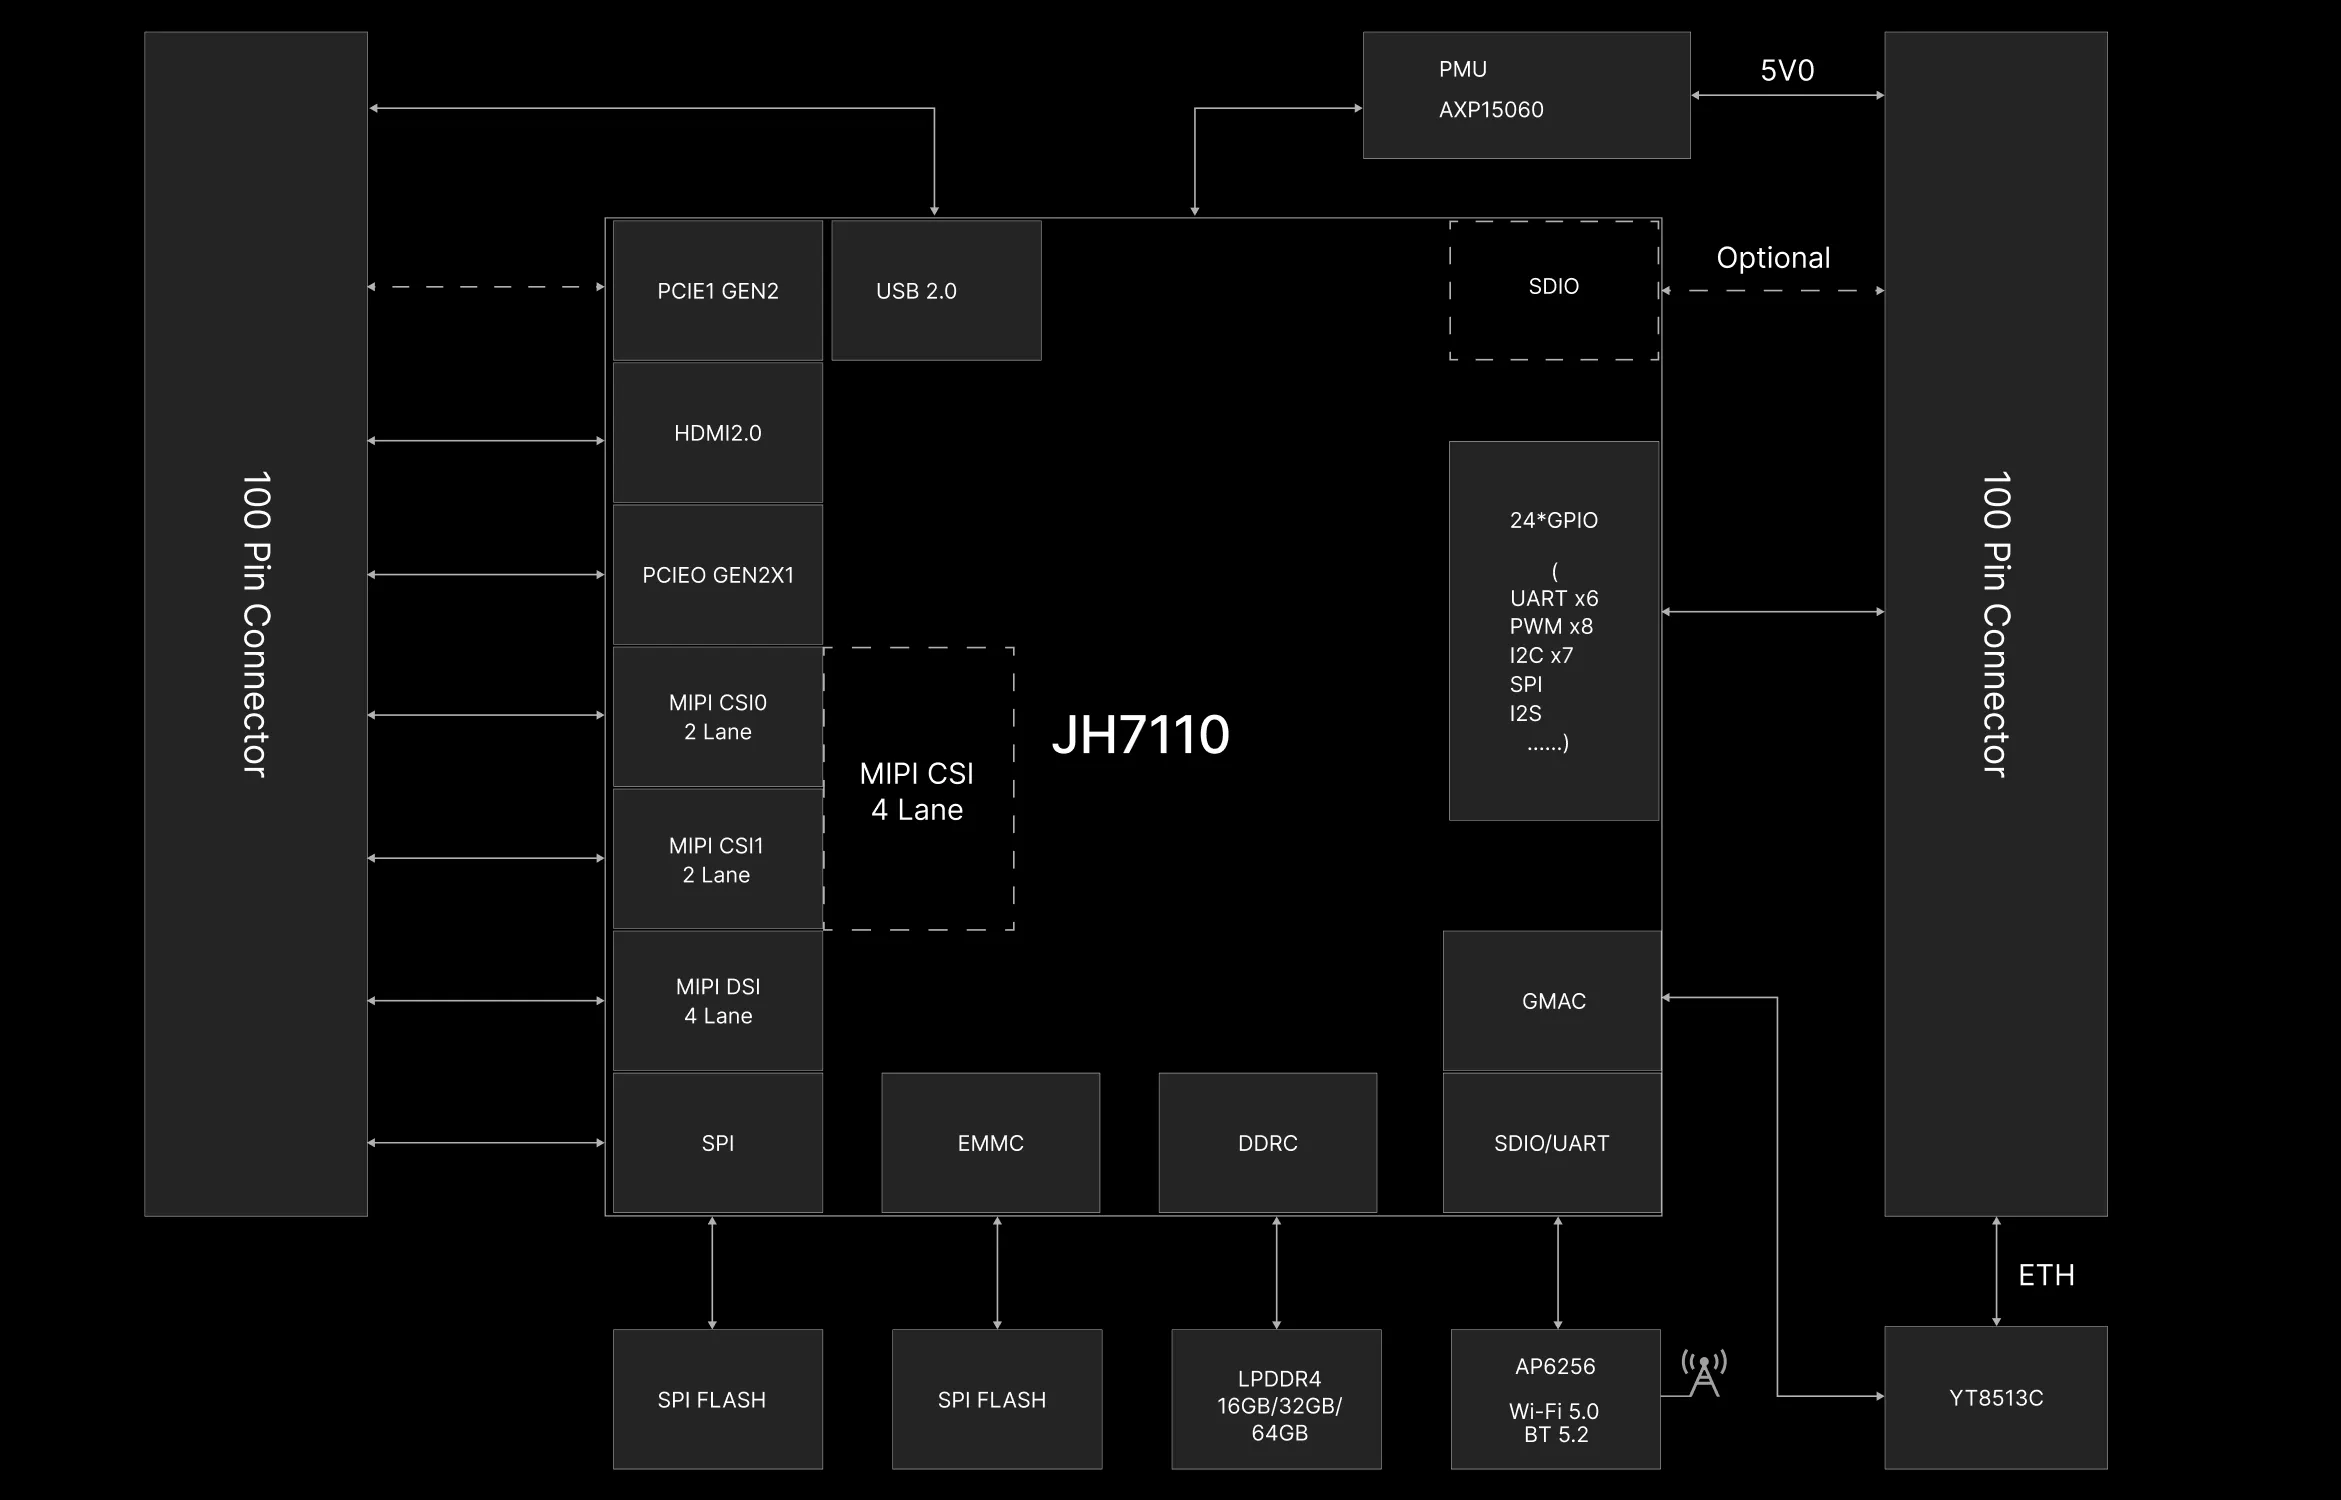 PMU
AXP15060
5V0
PCIE1 GEN2
USB 2.0
SDIO
Optional
HDMI2.0
PCIEO GEN2X1
24*GPIO
(
UART x6
PWM x8
I2C x7
SPI
I2S
......)
100 Pin Connector
100 Pin Connector
MIPI CSI0
2 Lane
MIPI CSI
4 Lane
JH7110
MIPI CSI1
2 Lane
MIPI DSI
4 Lane
GMAC
SPI
EMMC
DDRC
SDIO/UART
ETH
SPI FLASH
SPI FLASH
LPDDR4
16GB/32GB/
64GB
AP6256
Wi-Fi 5.0
BT 5.2
YT8513C